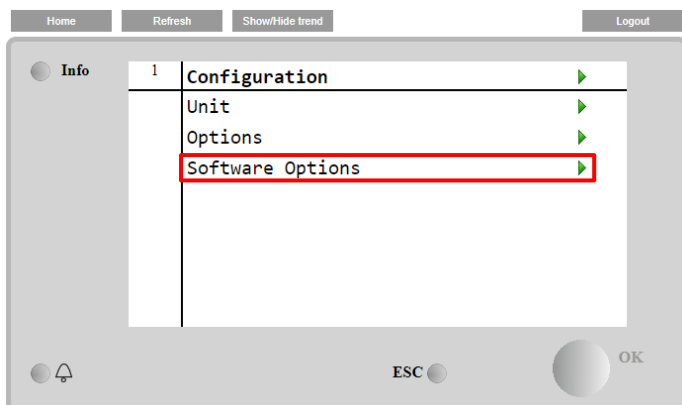 Home Refresh Show/Hide trend Logout
Info
1 Configuration
Unit
Options
Software Options
ESC
OK